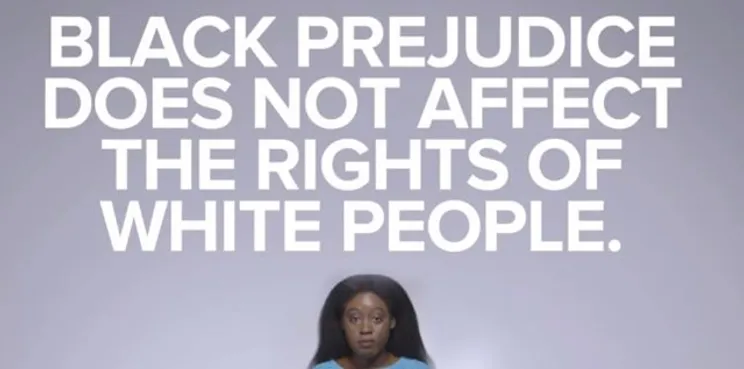 BLACK PREJUDICE
DOES NOT AFFECT
THE RIGHTS OF
WHITE PEOPLE.